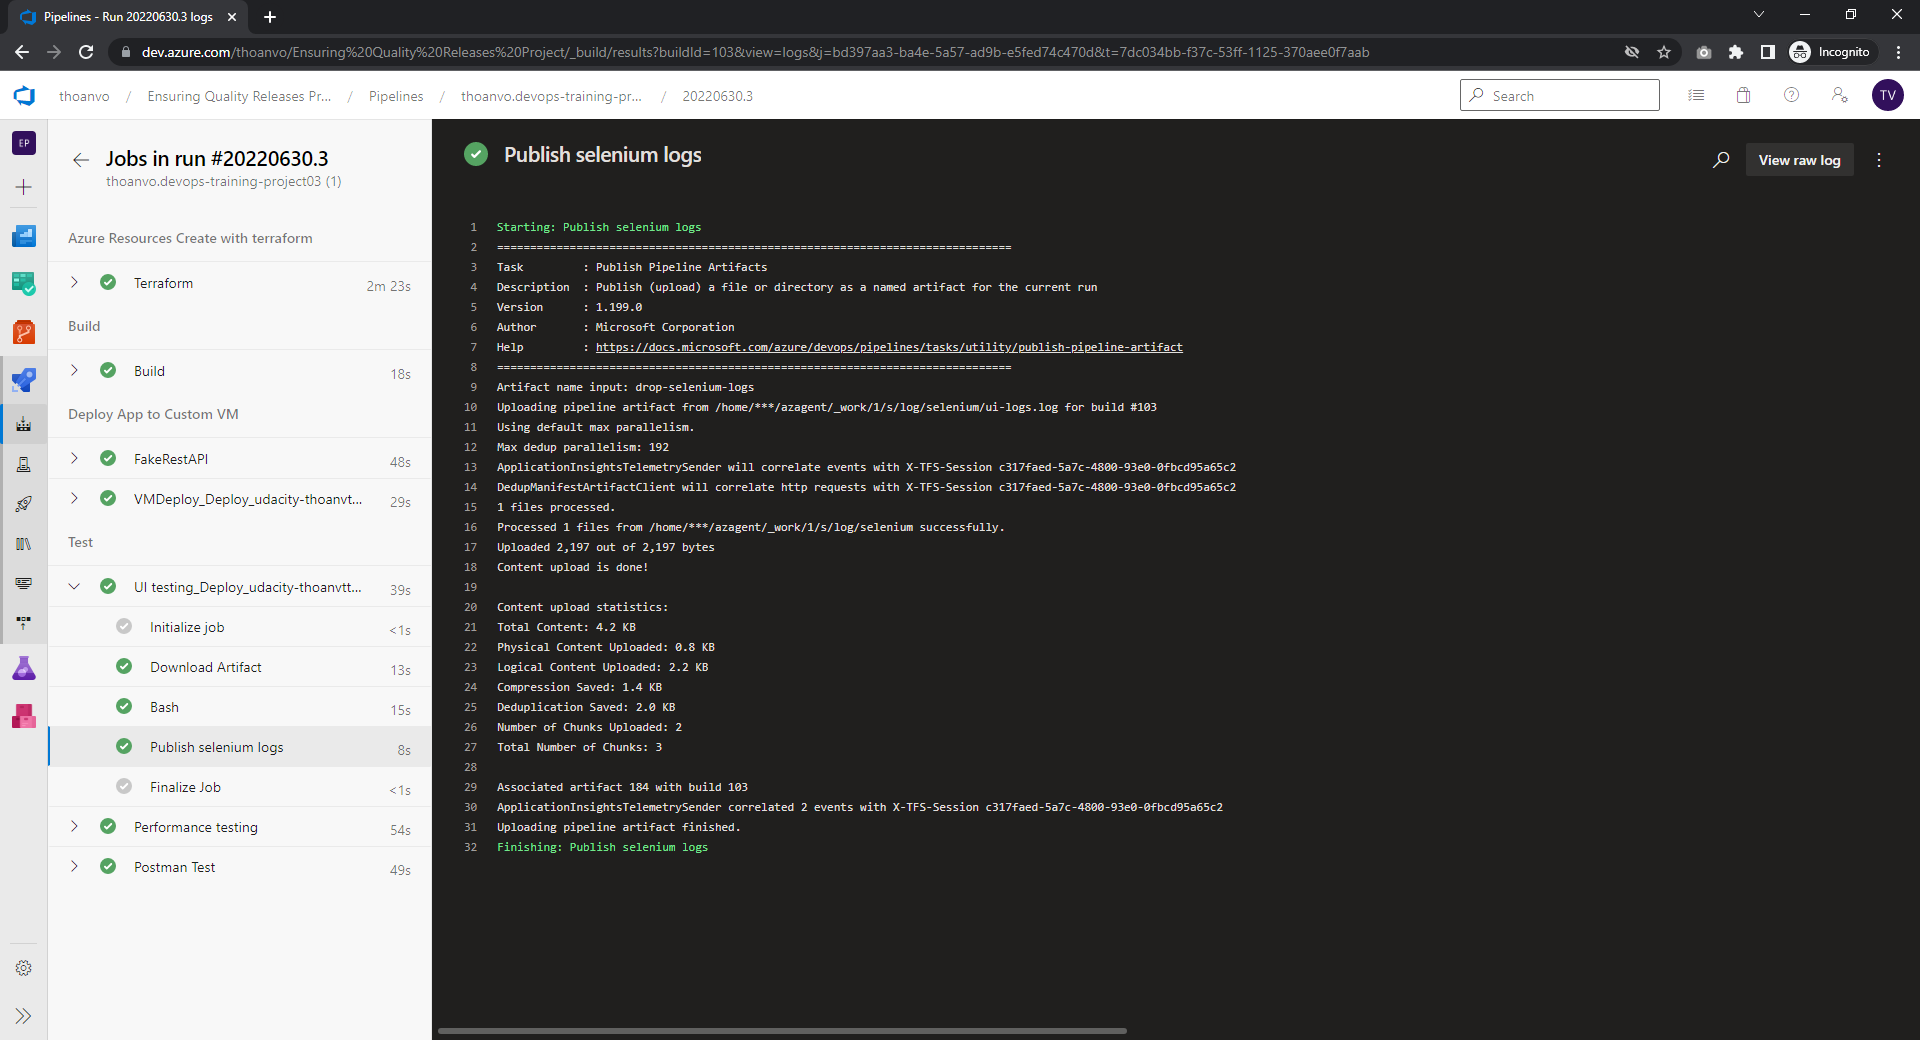 Pipelines - Run 20220630.3 logs
dev.azure.com/thoanvo/Ensuring%20Quality%20Releases%20Project/_build/results?buildId=103&view=logs&j=bd397aa3-ba4e-5a57-ad9b-e5fed74c470d&t=7dc034bb-f37c-53ff-1125-370aee0f7aab
Incognito
thoanvo / Ensuring Quality Releases Pr... / Pipelines / thoanvo.devops-training-pr... / 20220630.3
Search
TV
EP
Jobs in run #20220630.3
thoanvo.devops-training-project03 (1)
Azure Resources Create with terraform
Terraform 2m 23s
Build
Build 18s
Deploy App to Custom VM
FakeRestAPI 48s
VMDeploy_Deploy_udacity-thoanvt... 29s
Test
UI testing_Deploy_udacity-thoanvtt... 39s
Initialize job <1s
Download Artifact 13s
Bash 15s
Publish selenium logs 8s
Finalize Job <1s
Performance testing 54s
Postman Test 49s
Publish selenium logs
View raw log
1 Starting: Publish selenium logs
2 ==============================================================================
3 Task : Publish Pipeline Artifacts
4 Description : Publish (upload) a file or directory as a named artifact for the current run
5 Version : 1.199.0
6 Author : Microsoft Corporation
7 Help : https://docs.microsoft.com/azure/devops/pipelines/tasks/utility/publish-pipeline-artifact
8 ==============================================================================
9 Artifact name input: drop-selenium-logs
10 Uploading pipeline artifact from /home/***/azagent/_work/1/s/log/selenium/ui-logs.log for build #103
11 Using default max parallelism.
12 Max dedup parallelism: 192
13 ApplicationInsightsTelemetrySender will correlate events with X-TFS-Session c317faed-5a7c-4800-93e0-0fbcd95a65c2
14 DedupManifestArtifactClient will correlate http requests with X-TFS-Session c317faed-5a7c-4800-93e0-0fbcd95a65c2
15 1 files processed.
16 Processed 1 files from /home/***/azagent/_work/1/s/log/selenium successfully.
17 Uploaded 2,197 out of 2,197 bytes
18 Content upload is done!
19
20 Content upload statistics:
21 Total Content: 4.2 KB
22 Physical Content Uploaded: 0.8 KB
23 Logical Content Uploaded: 2.2 KB
24 Compression Saved: 1.4 KB
25 Deduplication Saved: 2.0 KB
26 Number of Chunks Uploaded: 2
27 Total Number of Chunks: 3
28
29 Associated artifact 184 with build 103
30 ApplicationInsightsTelemetrySender correlated 2 events with X-TFS-Session c317faed-5a7c-4800-93e0-0fbcd95a65c2
31 Uploading pipeline artifact finished.
32 Finishing: Publish selenium logs